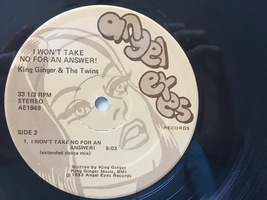 I WON'T TAKE
NO FOR AN ANSWER!
King Ginger & The Twins
angel eyes
RECORDS
33 1/3 RPM
STEREO
AE1949
SIDE 2
1. I WON'T TAKE NO FOR AN
ANSWER! 8:03
(extended dance mix)
Written by King Ginger
King Ginger Music, BMI
℗ 1983 Angel Eyes Records